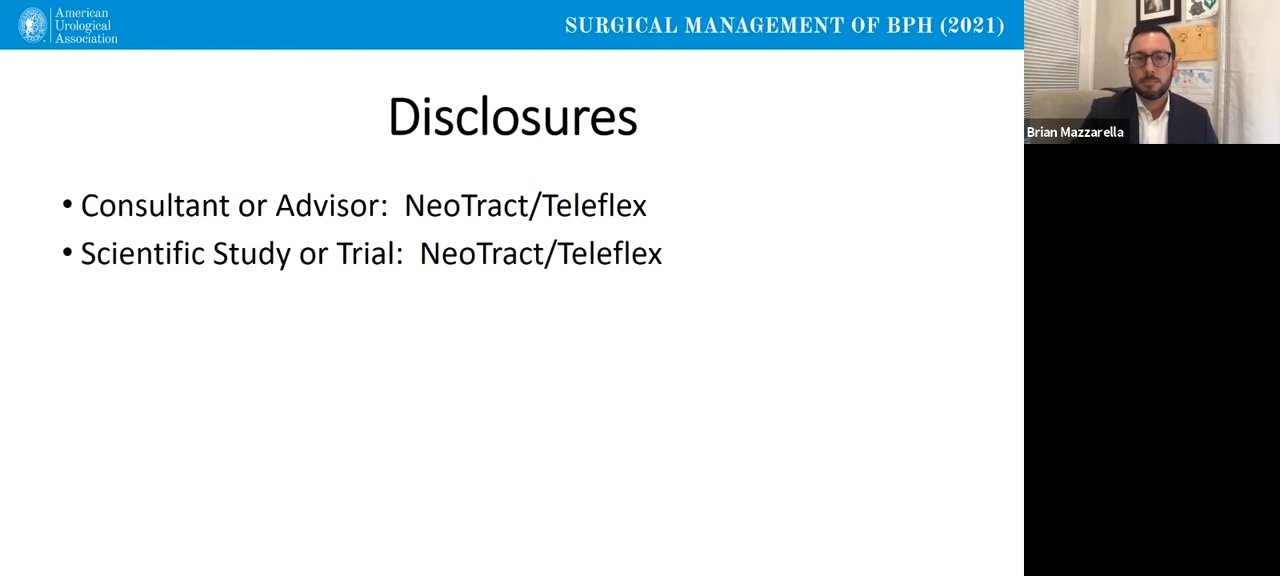 American
Urological
Association
SURGICAL MANAGEMENT OF BPH (2021)
Disclosures
• Consultant or Advisor:  NeoTract/Teleflex
• Scientific Study or Trial:  NeoTract/Teleflex
Brian Mazzarella